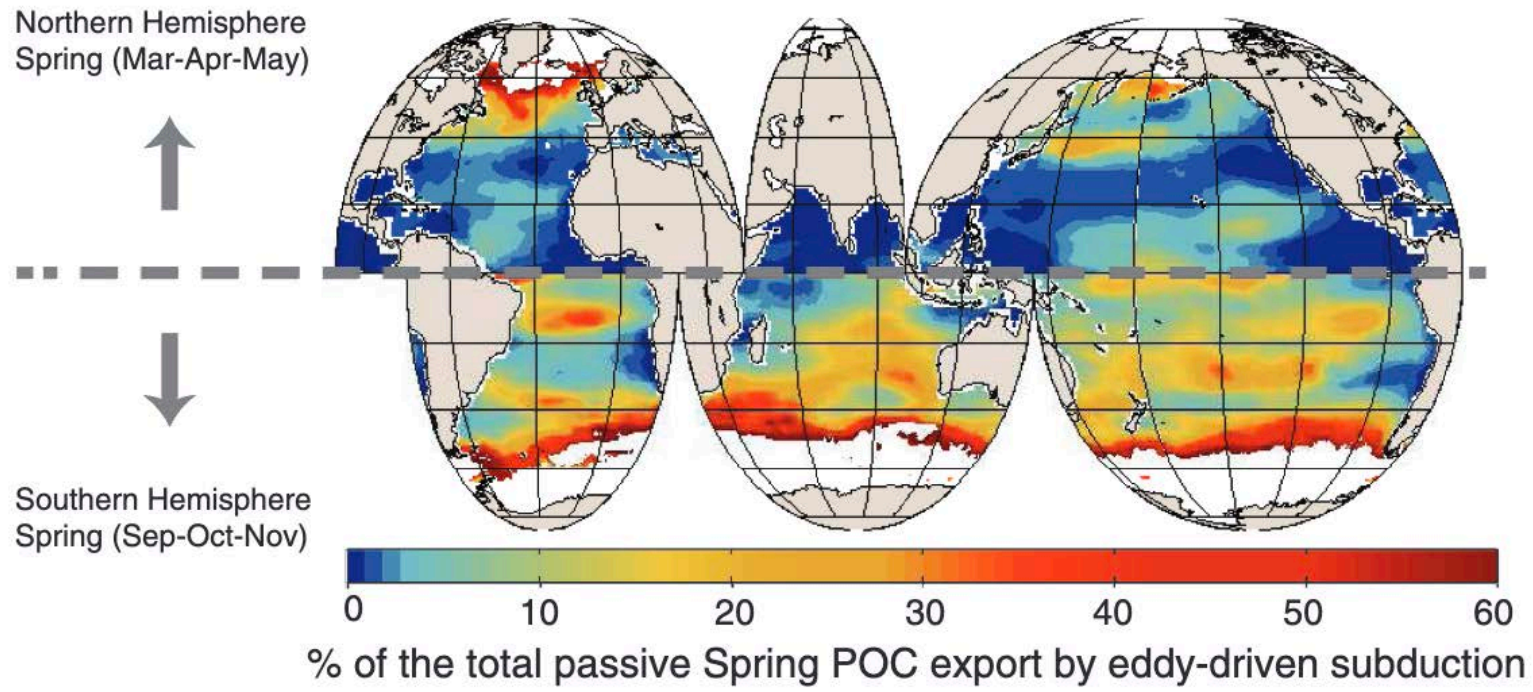 Northern Hemisphere
Spring (Mar-Apr-May)
Southern Hemisphere
Spring (Sep-Oct-Nov)
0 10 20 30 40 50 60
% of the total passive Spring POC export by eddy-driven subduction